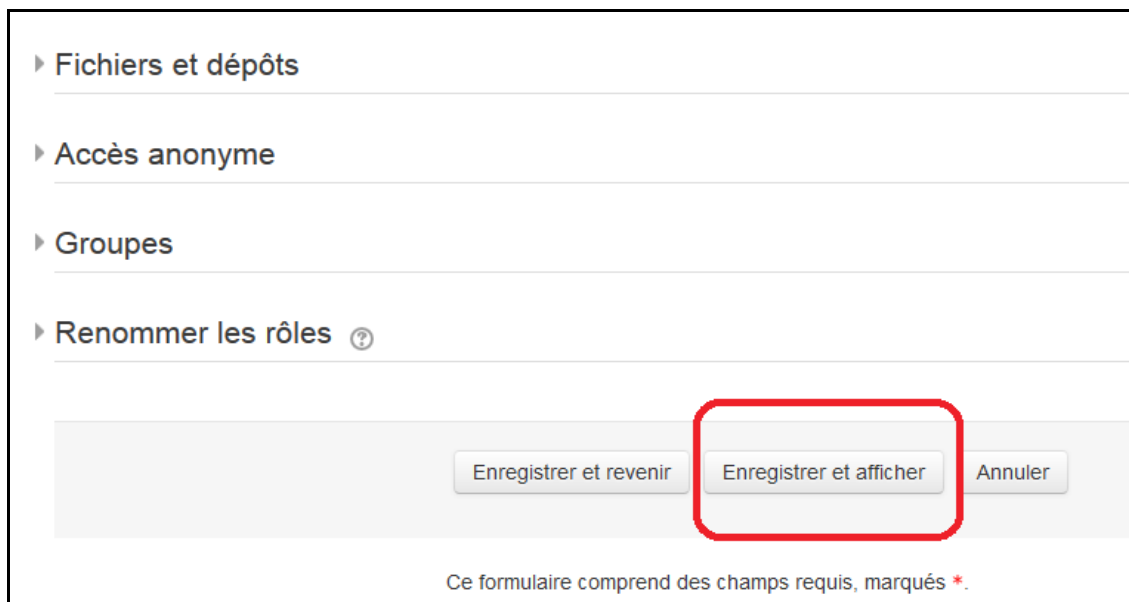 Fichiers et dépôts
Accès anonyme
Groupes
Renommer les rôles ?
Enregistrer et revenir Enregistrer et afficher Annuler
Ce formulaire comprend des champs requis, marqués *.